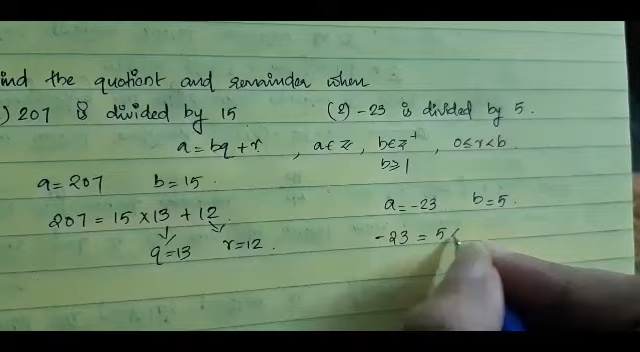 ind the quotiant and remainder when
.) 207 is divided by 15 (2) -23 is divided by 5.
a = bq + r , a ∈ Z, b ∈ Z⁺, 0 ≤ r < b
b ≥ 1
a = 207 b = 15
a = -23 b = 5.
207 = 15 × 13 + 12
-23 = 5
q = 13 r = 12.